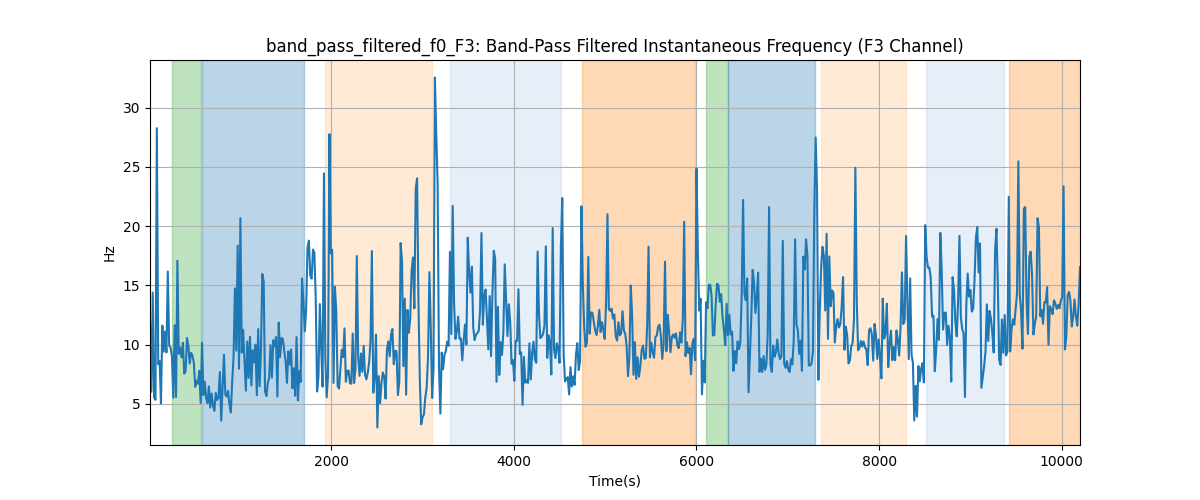 band_pass_filtered_f0_F3: Band-Pass Filtered Instantaneous Frequency (F3 Channel)
30
25
20
15
10
5
Hz
2000 4000 6000 8000 10000
Time(s)